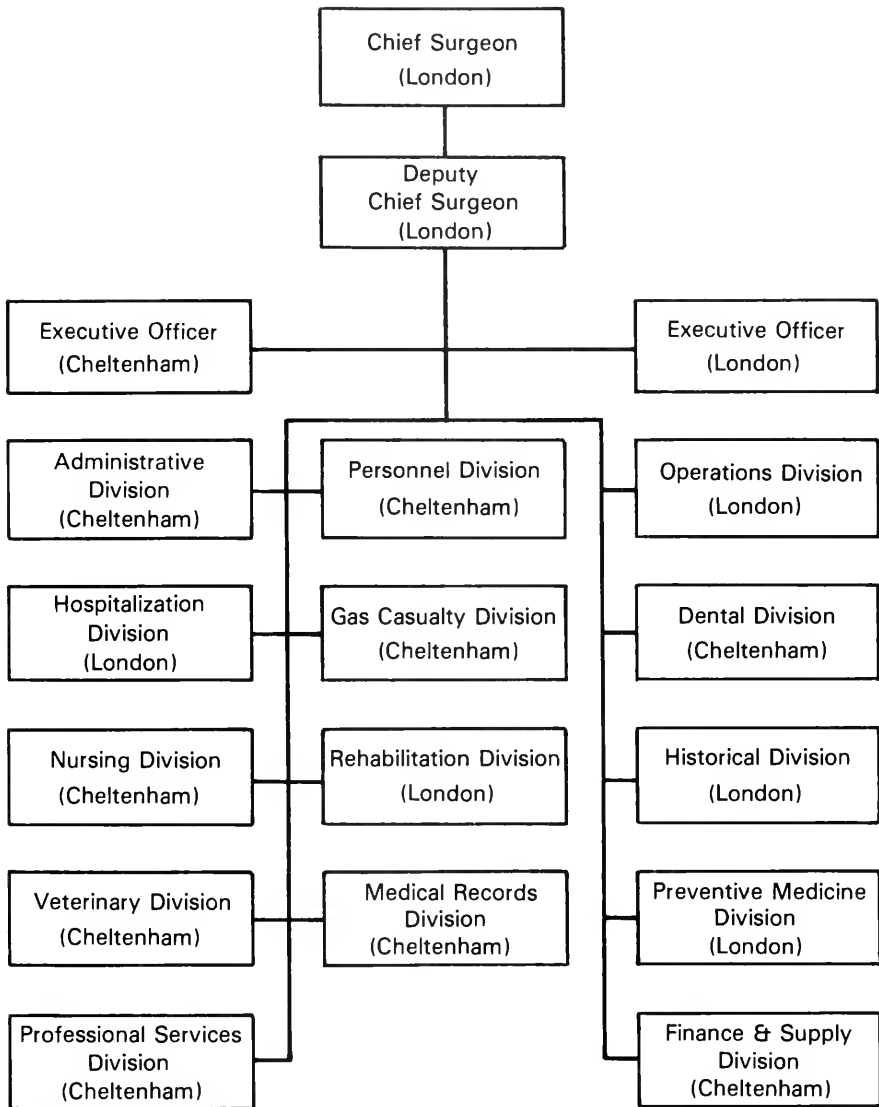 Chief Surgeon
(London)
Deputy
Chief Surgeon
(London)
Executive Officer
(Cheltenham)
Executive Officer
(London)
Administrative
Division
(Cheltenham)
Personnel Division
(Cheltenham)
Operations Division
(London)
Hospitalization
Division
(London)
Gas Casualty Division
(Cheltenham)
Dental Division
(Cheltenham)
Nursing Division
(Cheltenham)
Rehabilitation Division
(London)
Historical Division
(London)
Veterinary Division
(Cheltenham)
Medical Records
Division
(Cheltenham)
Preventive Medicine
Division
(London)
Professional Services
Division
(Cheltenham)
Finance & Supply
Division
(Cheltenham)